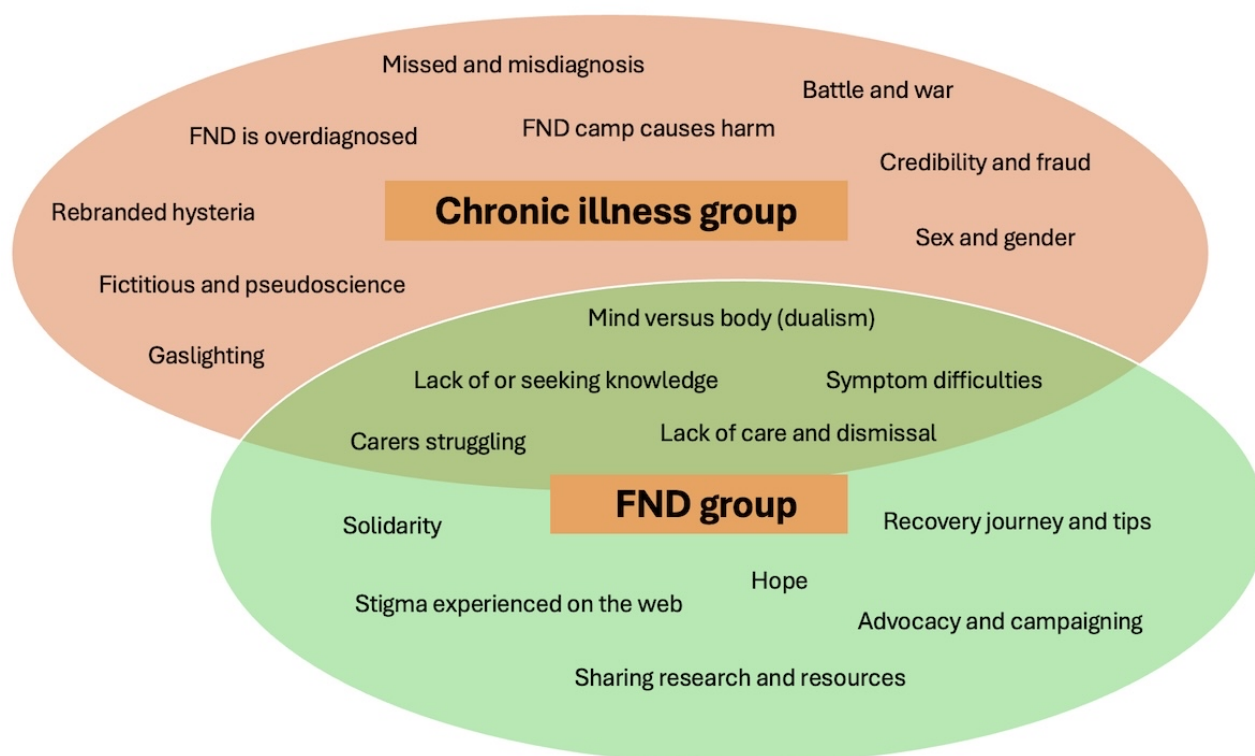 Missed and misdiagnosis
Battle and war
FND is overdiagnosed
FND camp causes harm
Credibility and fraud
Rebranded hysteria
Chronic illness group
Sex and gender
Fictitious and pseudoscience
Mind versus body (dualism)
Gaslighting
Lack of or seeking knowledge
Symptom difficulties
Carers struggling
Lack of care and dismissal
FND group
Solidarity
Recovery journey and tips
Hope
Stigma experienced on the web
Advocacy and campaigning
Sharing research and resources